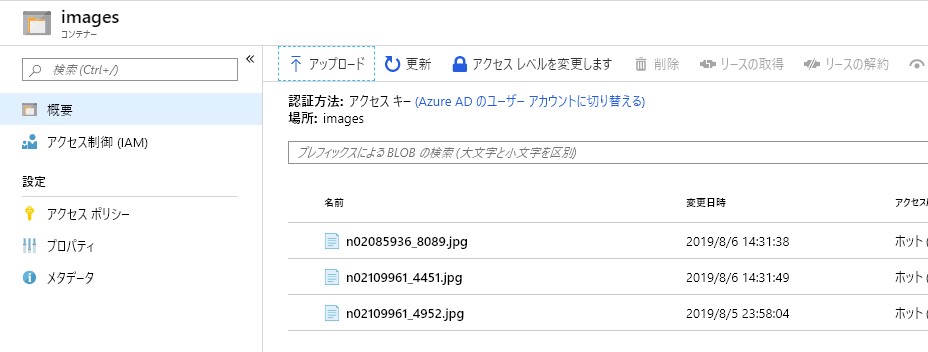 images
コンテナー
«
検索 (Ctrl+/)
概要
アクセス制御 (IAM)
設定
アクセス ポリシー
プロパティ
メタデータ
アップロード 更新 アクセス レベルを変更します 削除 リースの取得 リースの解約
認証方法: アクセス キー (Azure AD のユーザー アカウントに切り替える)
場所: images
プレフィックスによる BLOB の検索 (大文字と小文字を区別)
名前 変更日時 アクセス
n02085936_8089.jpg 2019/8/6 14:31:38 ホット (
n02109961_4451.jpg 2019/8/6 14:31:49 ホット (
n02109961_4952.jpg 2019/8/5 23:58:04 ホット (